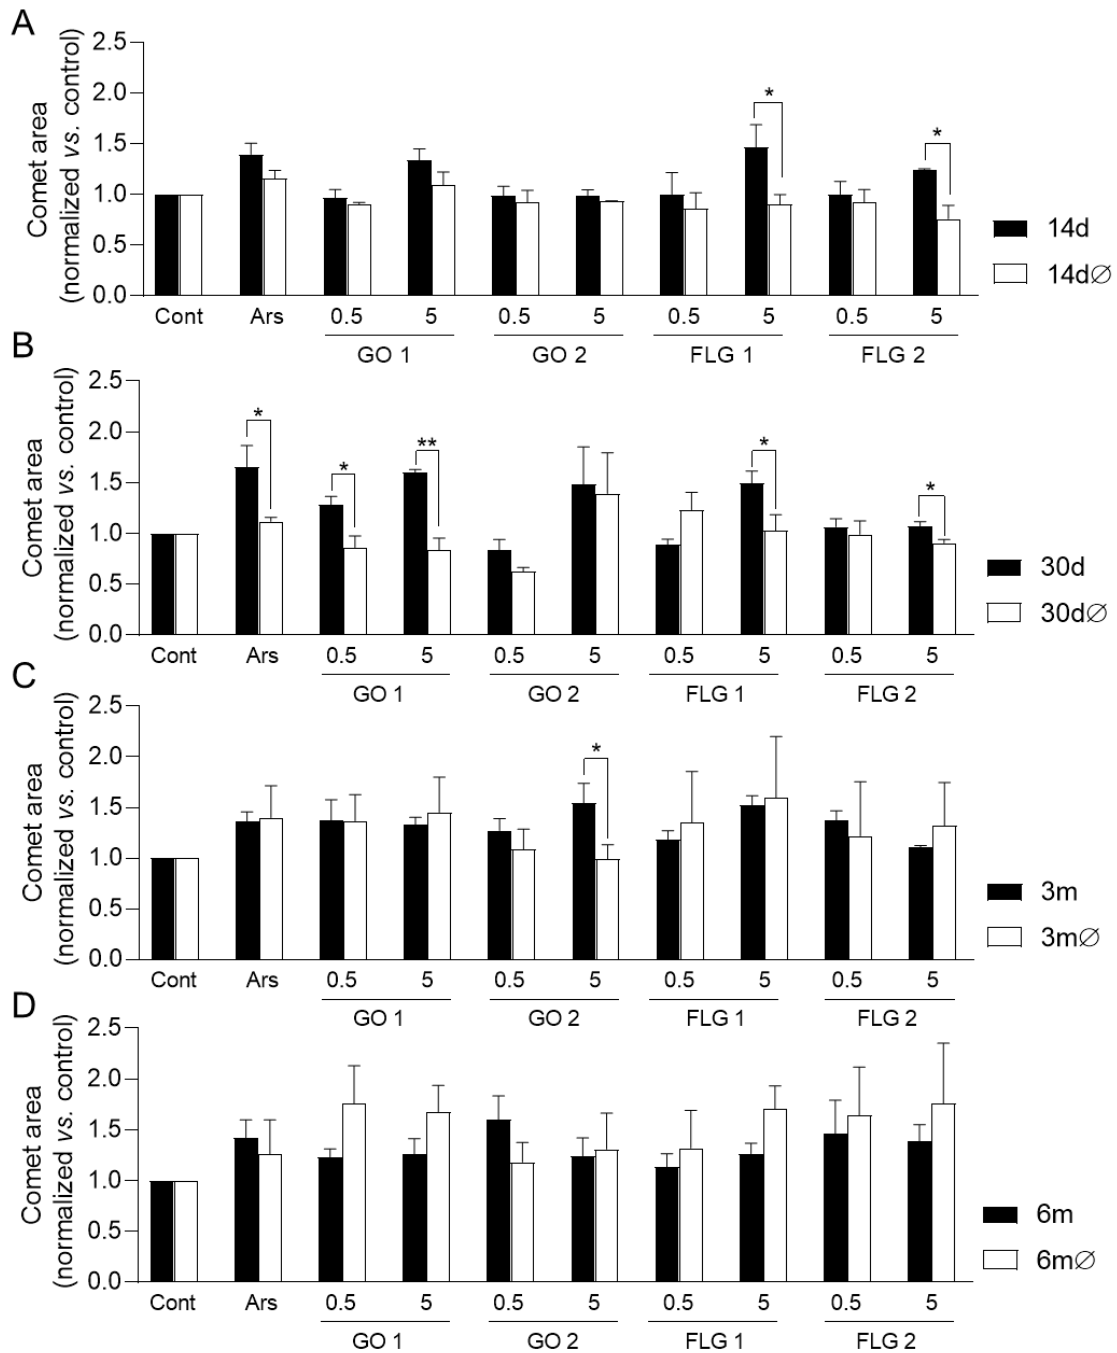 A
Comet area
(normalized vs. control)
2.5
2.0
1.5
1.0
0.5
0.0
*
*
14d
14d∅
Cont Ars 0.5 5 0.5 5 0.5 5 0.5 5
GO 1 GO 2 FLG 1 FLG 2
B
Comet area
(normalized vs. control)
2.5
2.0
1.5
1.0
0.5
0.0
*
*
**
*
*
30d
30d∅
Cont Ars 0.5 5 0.5 5 0.5 5 0.5 5
GO 1 GO 2 FLG 1 FLG 2
C
Comet area
(normalized vs. control)
2.5
2.0
1.5
1.0
0.5
0.0
*
3m
3m∅
Cont Ars 0.5 5 0.5 5 0.5 5 0.5 5
GO 1 GO 2 FLG 1 FLG 2
D
Comet area
(normalized vs. control)
2.5
2.0
1.5
1.0
0.5
0.0
6m
6m∅
Cont Ars 0.5 5 0.5 5 0.5 5 0.5 5
GO 1 GO 2 FLG 1 FLG 2